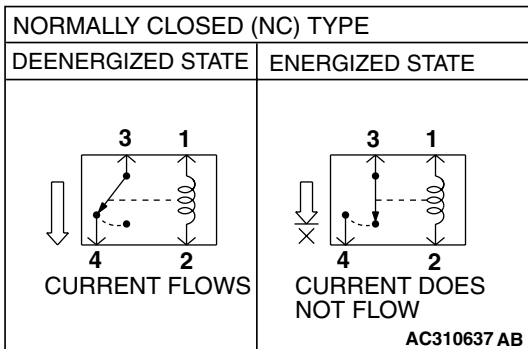 NORMALLY CLOSED (NC) TYPE
DEENERGIZED STATE
ENERGIZED STATE
3 1
4 2
CURRENT FLOWS
3 1
4 2
CURRENT DOES
NOT FLOW
AC310637 AB